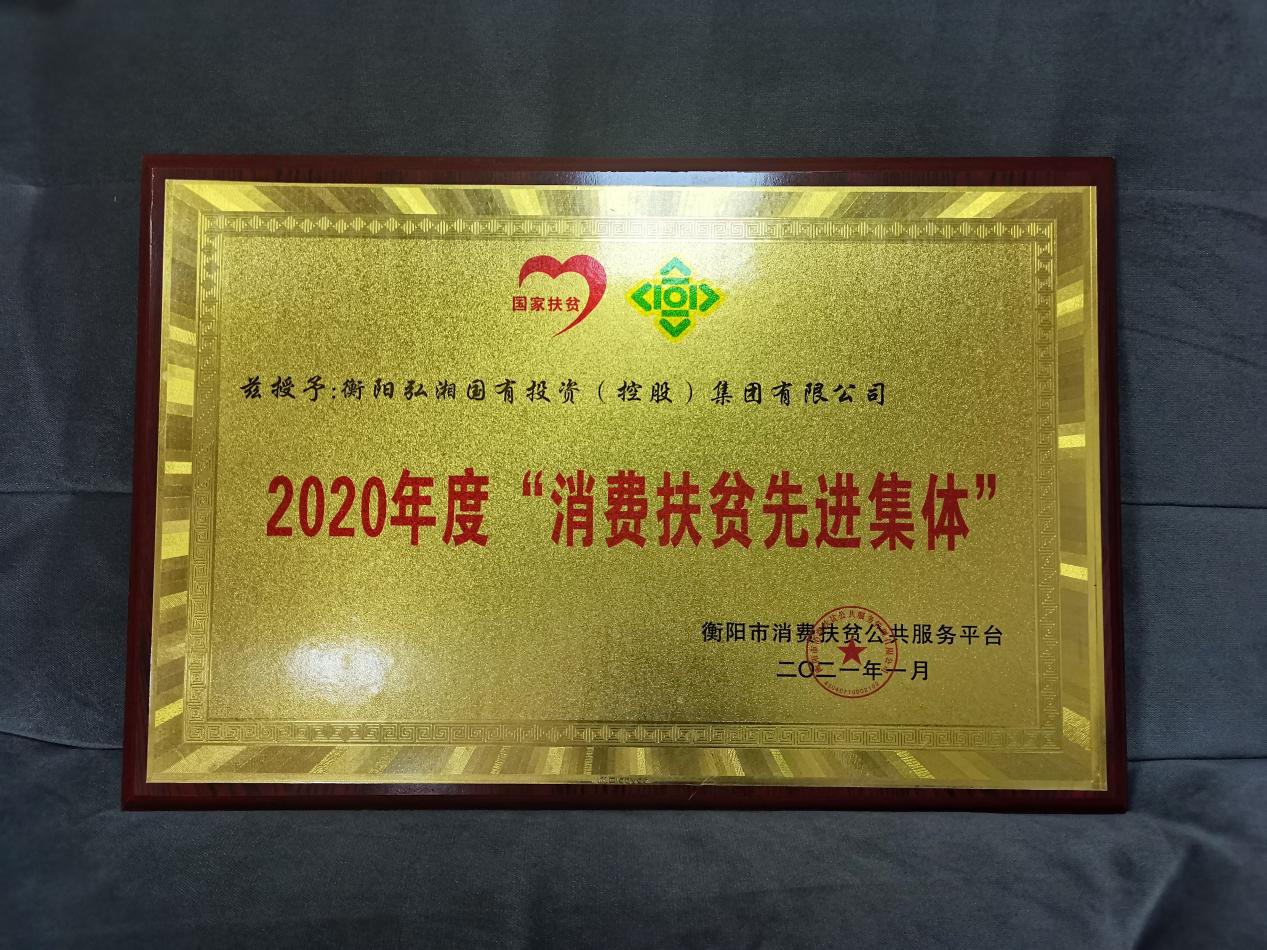 国家扶贫
兹授予:衡阳弘湘国有投资（控股）集团有限公司
2020年度“消费扶贫先进集体”
衡阳市消费扶贫公共服务平台
二〇二一年一月